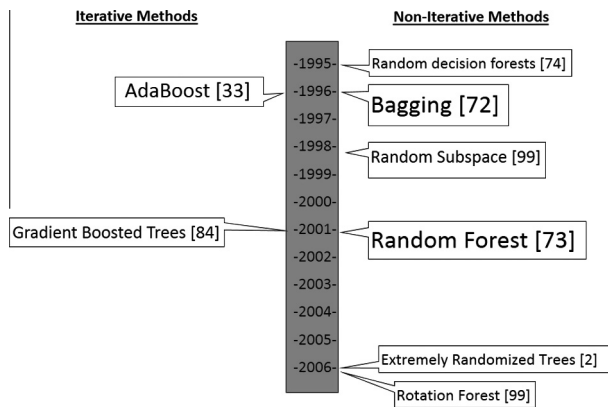 Iterative Methods
Non-Iterative Methods
-1995-
Random decision forests [74]
AdaBoost [33]
-1996-
Bagging [72]
-1997-
-1998-
Random Subspace [99]
-1999-
-2000-
Gradient Boosted Trees [84]
-2001-
Random Forest [73]
-2002-
-2003-
-2004-
-2005-
Extremely Randomized Trees [2]
-2006-
Rotation Forest [99]